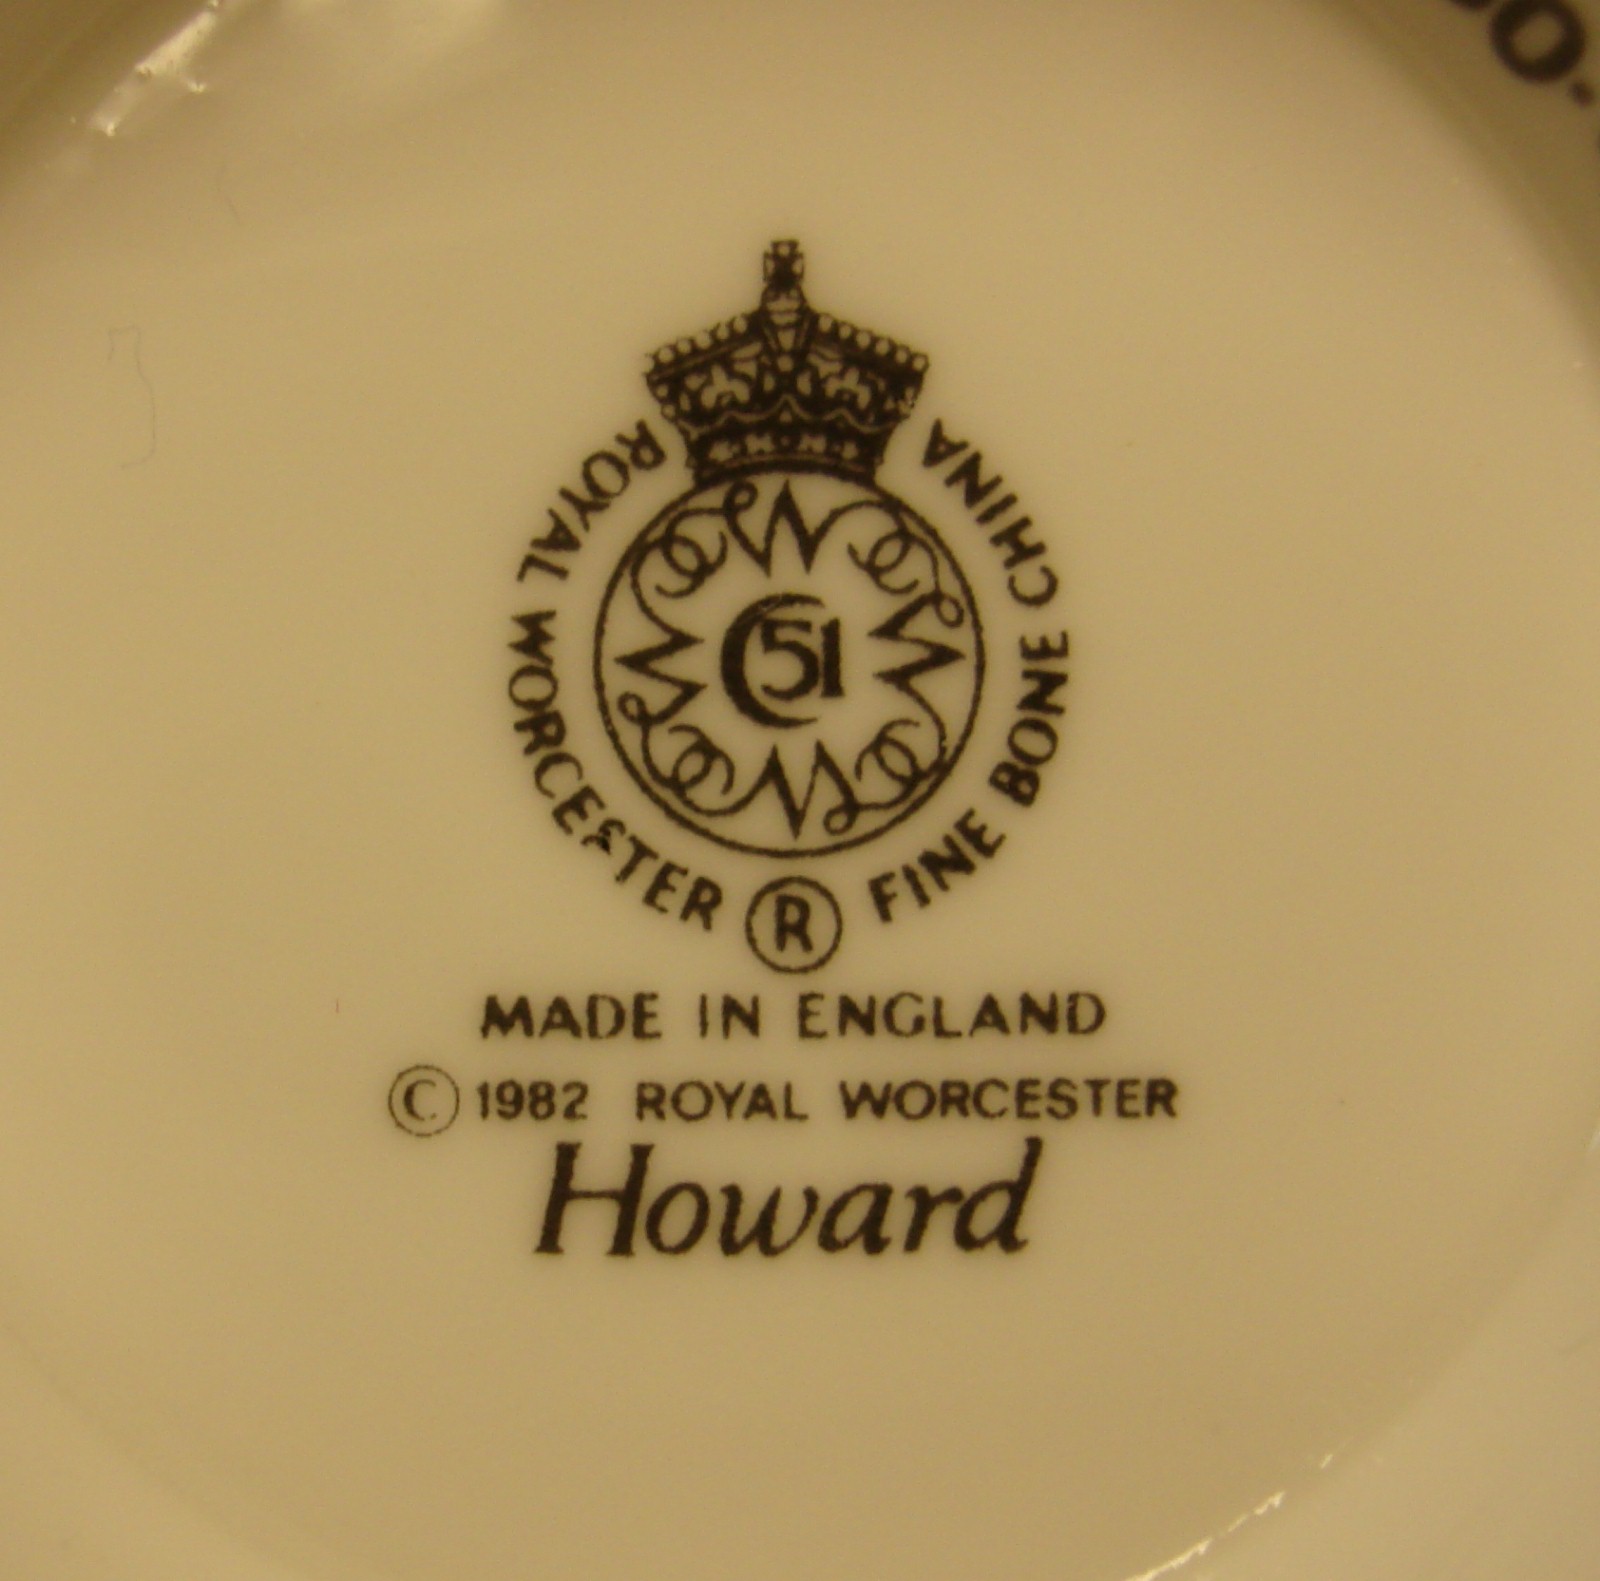 ROYAL WORCESTER ® FINE BONE CHINA
C51
MADE IN ENGLAND
© 1982 ROYAL WORCESTER
Howard